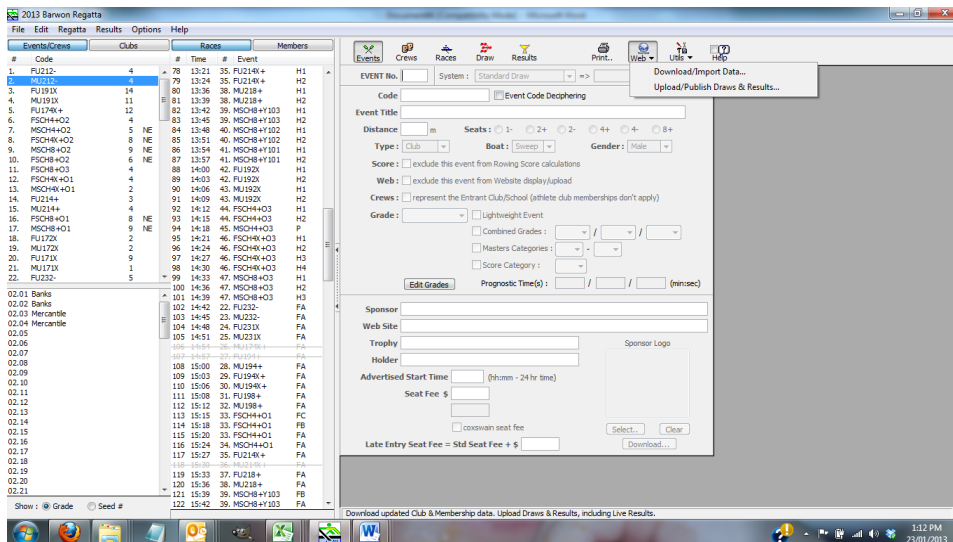 2013 Barwon Regatta
File Edit Regatta Results Options Help
Events/Crews Clubs Races Members
# Code
1. FU212- 4
2. MU212- 4
3. FU191X 14
4. MU191X 11
5. FU174X+ 12
6. FSCH4+O2 4
7. MSCH4+O2 5 NE
8. FSCH4X+O2 5 NE
9. MSCH8+O2 9 NE
10. FSCH8+O2 6 NE
11. FSCH8+O3 4
12. FSCH4X+O1 4
13. MSCH4X+O1 2
14. FU214+ 3
15. MU214+ 4
16. FSCH8+O1 8 NE
17. MSCH8+O1 9 NE
18. FU172X 2
19. MU172X 2
20. FU171X 9
21. MU171X 1
22. FU232- 5
02.01 Banks
02.02 Banks
02.03 Mercantile
02.04 Mercantile
02.05
02.06
02.07
02.08
02.09
02.10
02.11
02.12
02.13
02.14
02.15
02.16
02.17
02.18
02.19
02.20
02.21
Show : Grade Seed #
# Time # Event
78 13:21 35. FU214X+ H1
79 13:24 35. FU214X+ H2
80 13:36 38. MU218+ H1
81 13:39 38. MU218+ H2
82 13:42 39. MSCH8+Y103 H1
83 13:45 39. MSCH8+Y103 H2
84 13:48 40. MSCH8+Y102 H1
85 13:51 40. MSCH8+Y102 H2
86 13:54 41. MSCH8+Y101 H1
87 13:57 41. MSCH8+Y101 H2
88 14:00 42. FU192X H1
89 14:03 42. FU192X H2
90 14:06 43. MU192X H1
91 14:09 43. MU192X H2
92 14:12 44. FSCH4+O3 H1
93 14:15 44. FSCH4+O3 H2
94 14:18 45. MSCH4+O3 P
95 14:21 46. FSCH4X+O3 H1
96 14:24 46. FSCH4X+O3 H2
97 14:27 46. FSCH4X+O3 H3
98 14:30 46. FSCH4X+O3 H4
99 14:33 47. MSCH8+O3 H1
100 14:36 47. MSCH8+O3 H2
101 14:39 47. MSCH8+O3 H3
102 14:42 22. FU232- FA
103 14:45 23. MU232- FA
104 14:48 24. FU231X FA
105 14:51 25. MU231X FA
106 14:54 26. MU174X+ FA
107 14:57 27. FU194+ FA
108 15:00 28. MU194+ FA
109 15:03 29. FU194X+ FA
110 15:06 30. MU194X+ FA
111 15:08 31. FU198+ FA
112 15:12 32. MU198+ FA
113 15:15 33. FSCH4+O1 FC
114 15:18 33. FSCH4+O1 FB
115 15:20 33. FSCH4+O1 FA
116 15:24 34. MSCH4+O1 FA
117 15:27 35. FU214X+ FA
118 15:30 36. MU214X+ FA
119 15:33 37. FU218+ FA
120 15:36 38. MU218+ FA
121 15:39 39. MSCH8+Y103 FB
122 15:42 39. MSCH8+Y103 FA
Events Crews Races Draw Results Print.. Web Utils Help
Download/Import Data...
Upload/Publish Draws & Results...
EVENT No. System : Standard Draw =>
Code Event Code Deciphering
Event Title
Distance m Seats : 1- 2+ 2- 4+ 4- 8+
Type : Club Boat : Sweep Gender : Male
Score : exclude this event from Rowing Score calculations
Web : exclude this event from Website display/upload
Crews : represent the Entrant Club/School (athlete club memberships don't apply)
Grade : Lightweight Event
Combined Grades : / /
Masters Categories : -
Score Category :
Edit Grades Prognostic Time(s) : / / (min:sec)
Sponsor
Web Site
Trophy Sponsor Logo
Holder
Advertised Start Time (hh:mm - 24 hr time)
Seat Fee $
coxswain seat fee
Select.. Clear
Late Entry Seat Fee = Std Seat Fee + $ Download...
Download updated Club & Membership data. Upload Draws & Results, including Live Results.
1:12 PM
23/01/2013